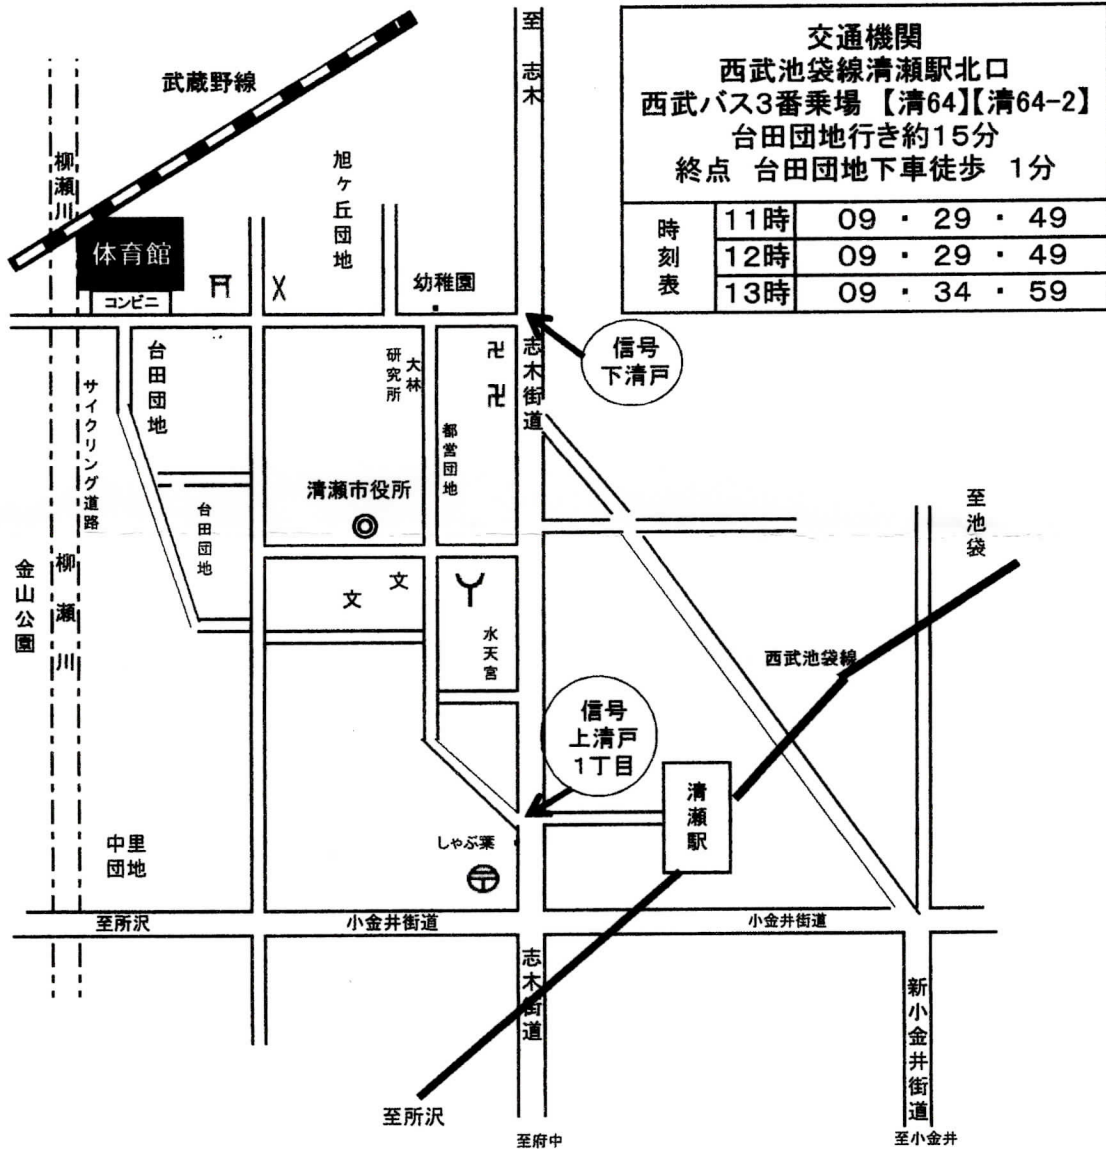 至志木
交通機関
西武池袋線清瀬駅北口
西武バス3番乗場 【清64】【清64-2】
台田団地行き約15分
終点 台田団地下車徒歩 1分
時刻表
11時 09 ・ 29 ・ 49
12時 09 ・ 29 ・ 49
13時 09 ・ 34 ・ 59
武蔵野線
柳瀬川
旭ヶ丘団地
体育館
コンビニ
幼稚園
信号
下清戸
志木街道
台田団地
サイクリング道路
大林
研究所
卍
卍
都営団地
清瀬市役所
台田団地
至池袋
金山公園
柳瀬川
文
文
水天宮
西武池袋線
信号
上清戸
1丁目
清瀬駅
中里
団地
しゃぶ葉
〒
至所沢
小金井街道
小金井街道
志木街道
新小金井街道
至所沢
至府中
至小金井